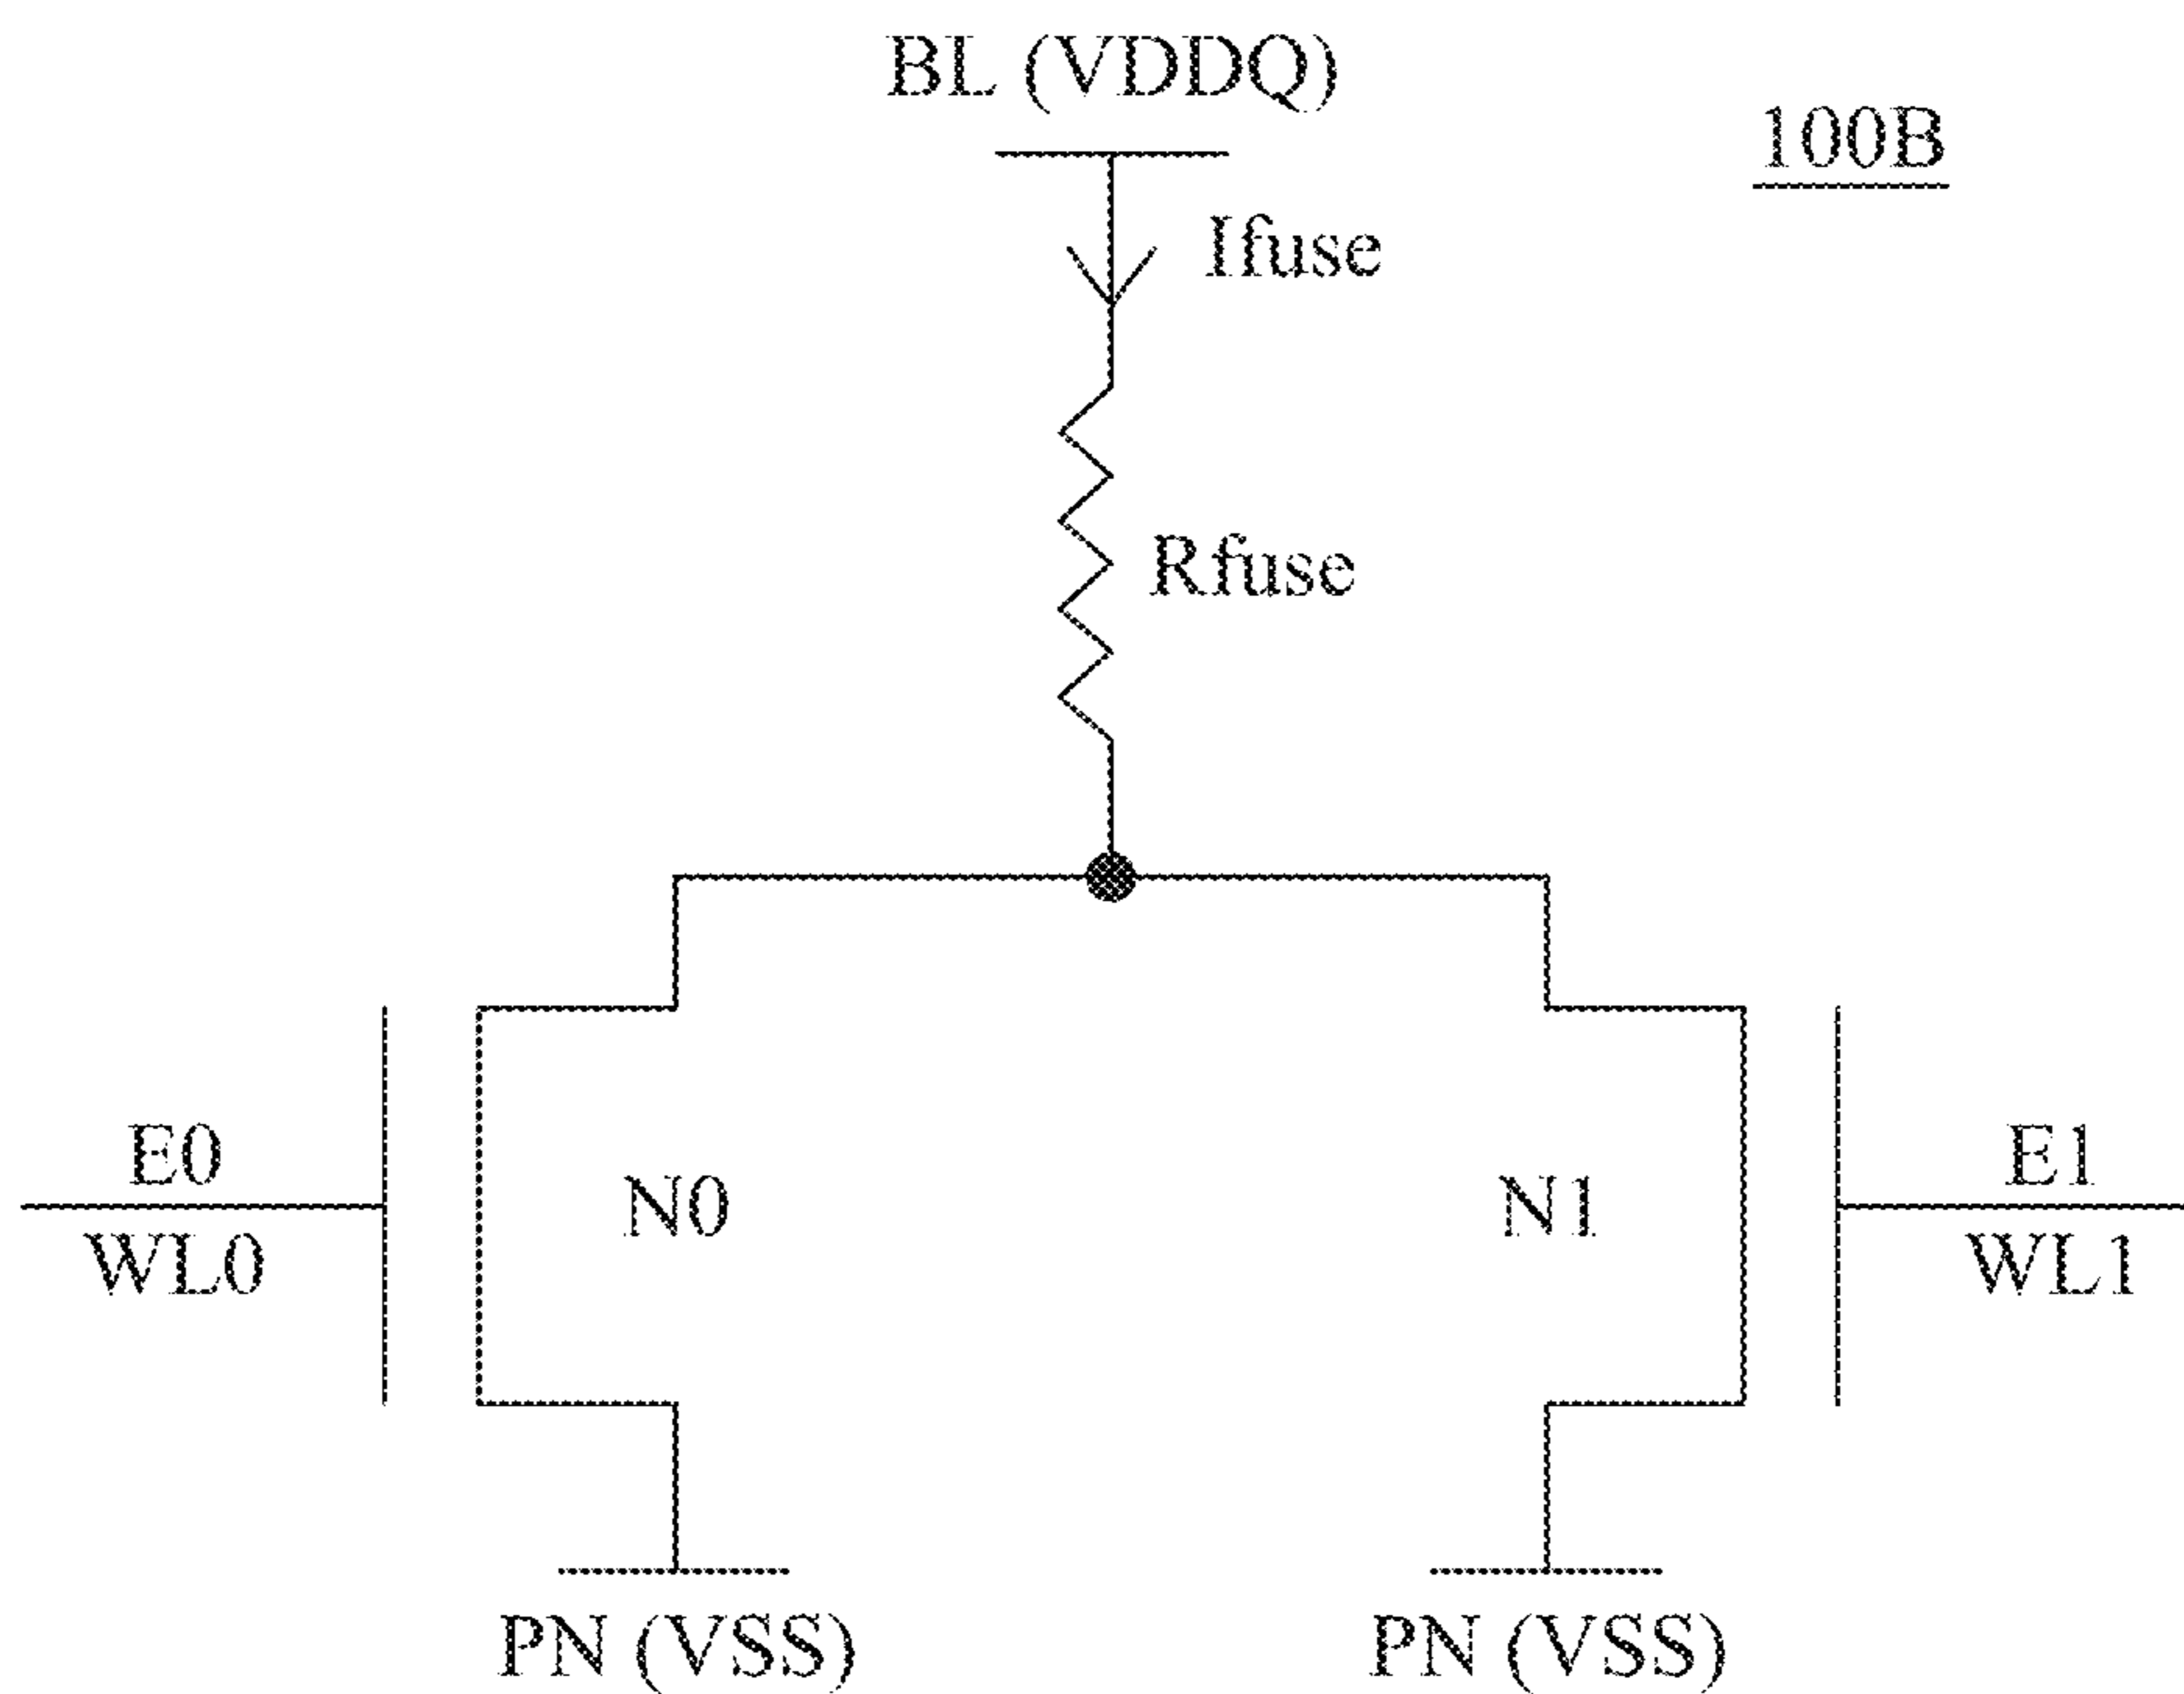 BL (VDDQ)
100B
Ifuse
Rfuse
E0
WL0
N0
N1
E1
WL1
PN (VSS)
PN (VSS)